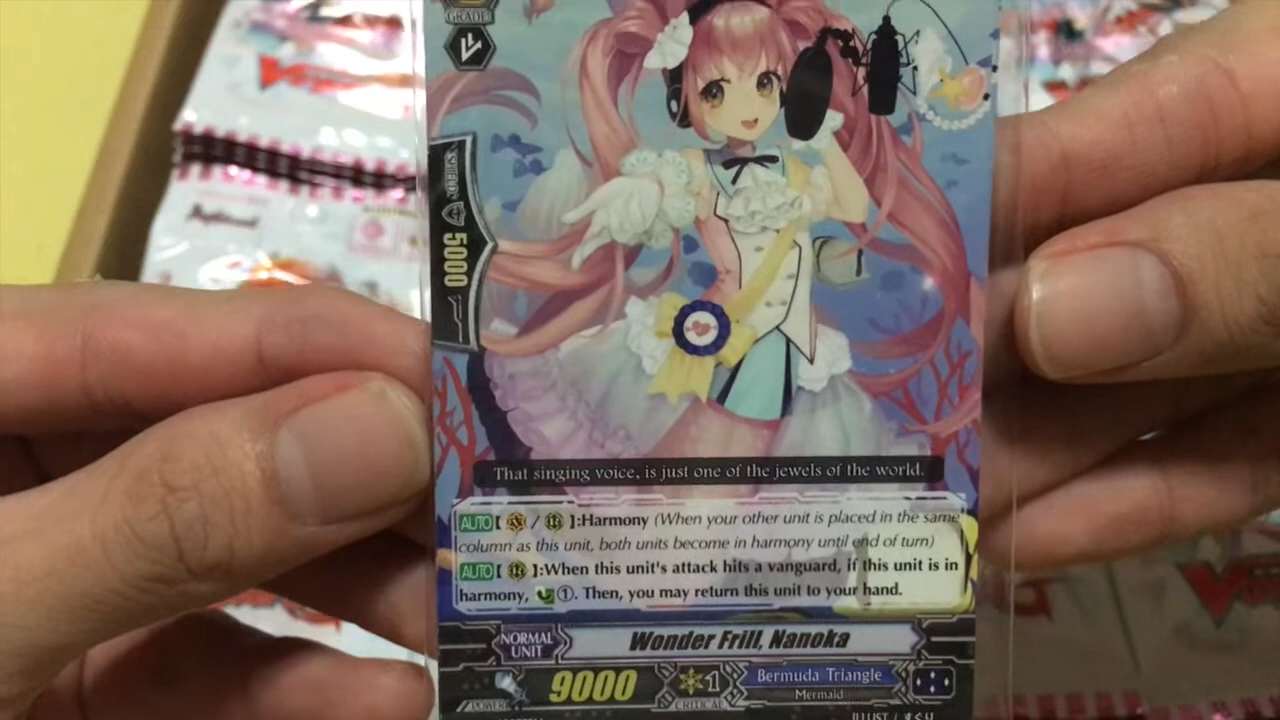 GRADE
SHIELD
5000
That singing voice, is just one of the jewels of the world.
AUTO [ / ]:Harmony (When your other unit is placed in the same
column as this unit, both units become in harmony until end of turn)
AUTO [ ]:When this unit's attack hits a vanguard, if this unit is in
harmony, ①. Then, you may return this unit to your hand.
NORMAL
UNIT
Wonder Frill, Nanoka
POWER
9000
1
CRITICAL
Bermuda Triangle
Mermaid